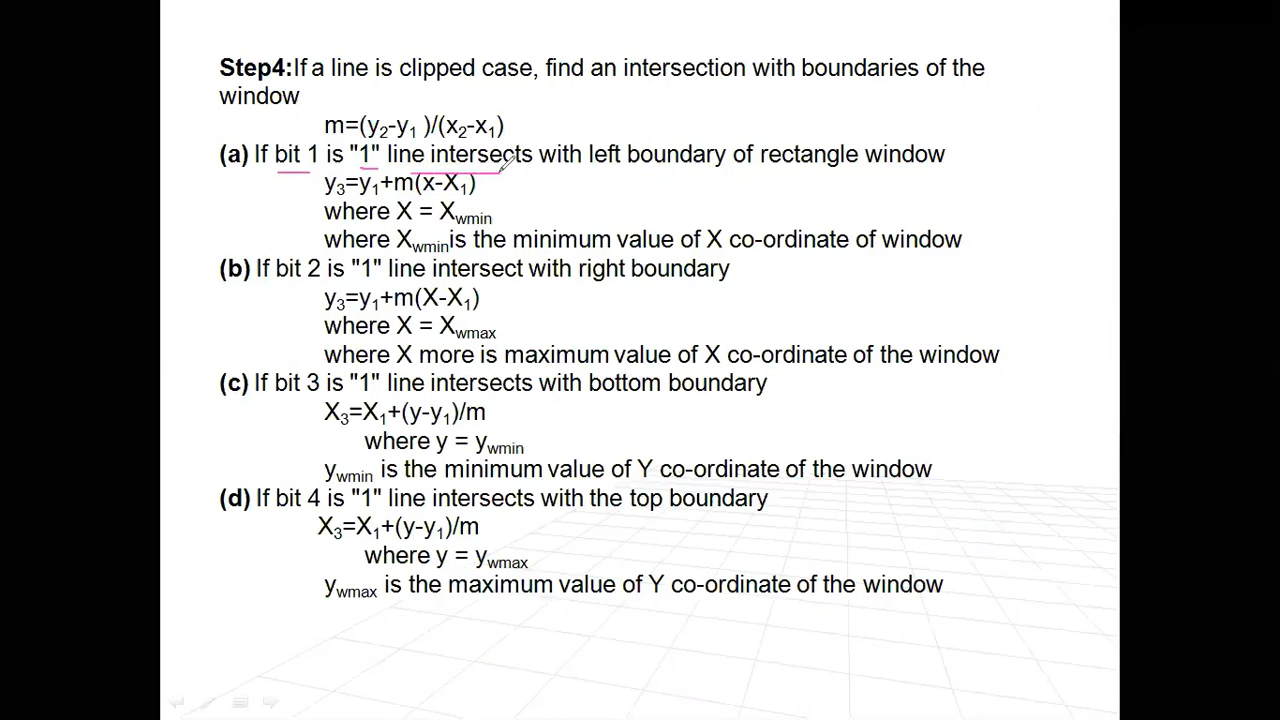 Step4:If a line is clipped case, find an intersection with boundaries of the
window
m=(y₂-y₁ )/(x₂-x₁)
(a) If bit 1 is "1" line intersects with left boundary of rectangle window
y₃=y₁+m(x-X₁)
where X = Xwmin
where Xwminis the minimum value of X co-ordinate of window
(b) If bit 2 is "1" line intersect with right boundary
y₃=y₁+m(X-X₁)
where X = Xwmax
where X more is maximum value of X co-ordinate of the window
(c) If bit 3 is "1" line intersects with bottom boundary
X₃=X₁+(y-y₁)/m
where y = ywmin
ywmin is the minimum value of Y co-ordinate of the window
(d) If bit 4 is "1" line intersects with the top boundary
X₃=X₁+(y-y₁)/m
where y = ywmax
ywmax is the maximum value of Y co-ordinate of the window